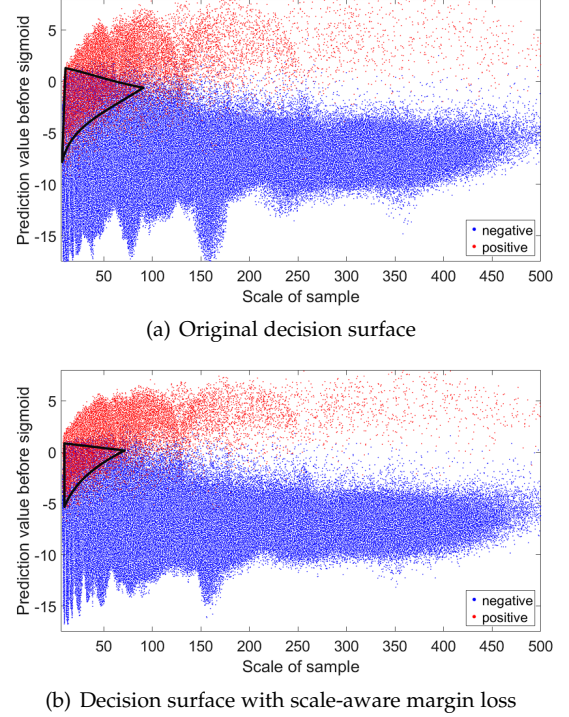 Prediction value before sigmoid
5
0
-5
-10
-15
50 100 150 200 250 300 350 400 450 500
Scale of sample
negative
positive
(a) Original decision surface
Prediction value before sigmoid
5
0
-5
-10
-15
50 100 150 200 250 300 350 400 450 500
Scale of sample
negative
positive
(b) Decision surface with scale-aware margin loss